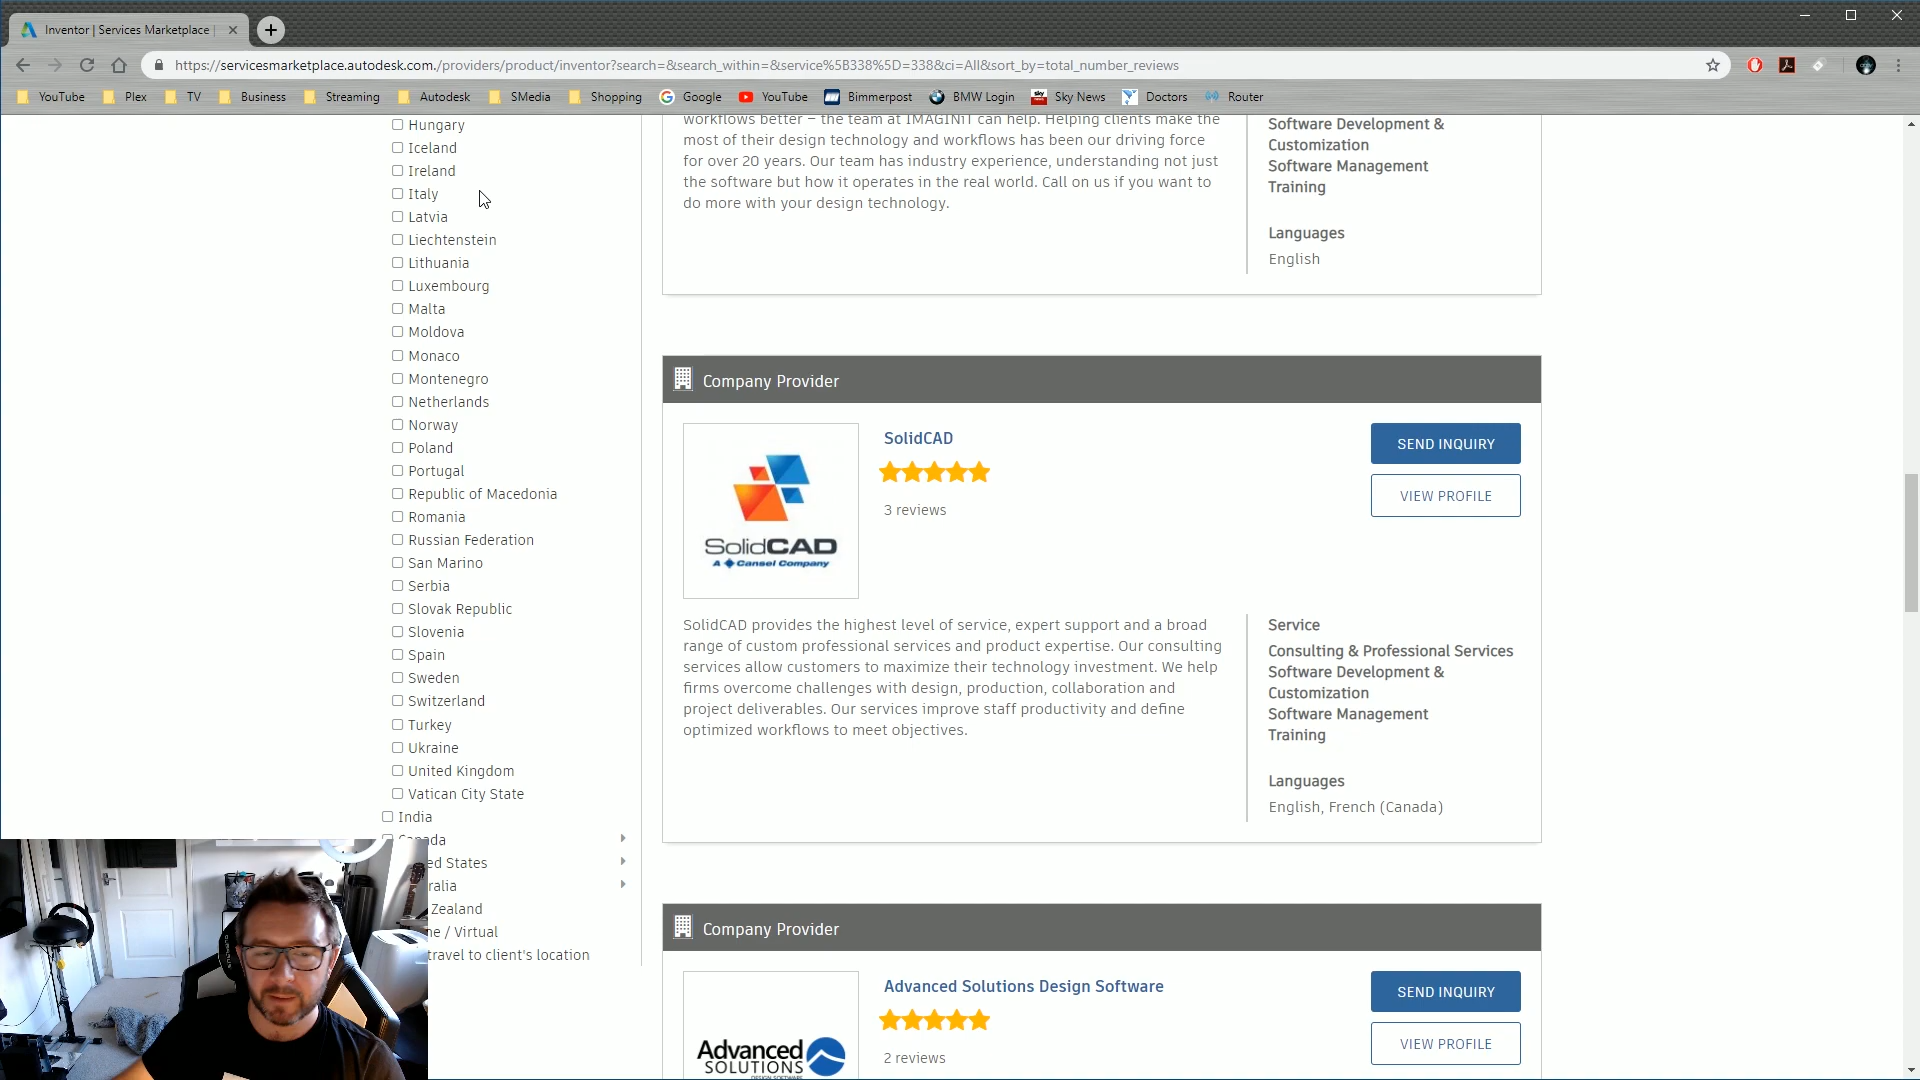 Inventor | Services Marketplace
https://servicesmarketplace.autodesk.com./providers/product/inventor?search=&search_within=&service%5B338%5D=338&ci=All&sort_by=total_number_reviews
YouTube
Plex
TV
Business
Streaming
Autodesk
SMedia
Shopping
Google
YouTube
Bimmerpost
BMW Login
Sky News
Doctors
Router
Hungary
Iceland
Ireland
Italy
Latvia
Liechtenstein
Lithuania
Luxembourg
Malta
Moldova
Monaco
Montenegro
Netherlands
Norway
Poland
Portugal
Republic of Macedonia
Romania
Russian Federation
San Marino
Serbia
Slovak Republic
Slovenia
Spain
Sweden
Switzerland
Turkey
Ukraine
United Kingdom
Vatican City State
India
Canada
ed States
ralia
Zealand
ne / Virtual
travel to client's location
workflows better – the team at IMAGINiT can help. Helping clients make the
most of their design technology and workflows has been our driving force
for over 20 years. Our team has industry experience, understanding not just
the software but how it operates in the real world. Call on us if you want to
do more with your design technology.
Software Development &
Customization
Software Management
Training
Languages
English
Company Provider
SolidCAD
A Cansel Company
SolidCAD
3 reviews
SEND INQUIRY
VIEW PROFILE
SolidCAD provides the highest level of service, expert support and a broad
range of custom professional services and product expertise. Our consulting
services allow customers to maximize their technology investment. We help
firms overcome challenges with design, production, collaboration and
project deliverables. Our services improve staff productivity and define
optimized workflows to meet objectives.
Service
Consulting & Professional Services
Software Development &
Customization
Software Management
Training
Languages
English, French (Canada)
Company Provider
Advanced
SOLUTIONS
DESIGN SOFTWARE
Advanced Solutions Design Software
2 reviews
SEND INQUIRY
VIEW PROFILE